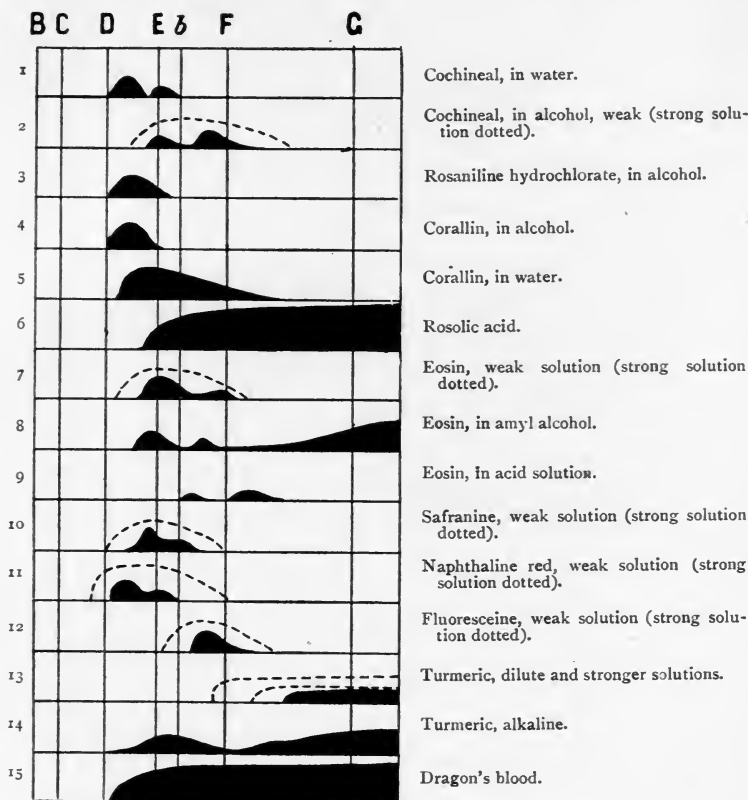 B C D E b F G
1 Cochineal, in water.
2 Cochineal, in alcohol, weak (strong solu-
tion dotted).
3 Rosaniline hydrochlorate, in alcohol.
4 Corallin, in alcohol.
5 Corallin, in water.
6 Rosolic acid.
7 Eosin, weak solution (strong solution
dotted).
8 Eosin, in amyl alcohol.
9 Eosin, in acid solution.
10 Safranine, weak solution (strong solution
dotted).
11 Naphthaline red, weak solution (strong
solution dotted).
12 Fluoresceine, weak solution (strong solu-
tion dotted).
13 Turmeric, dilute and stronger solutions.
14 Turmeric, alkaline.
15 Dragon's blood.